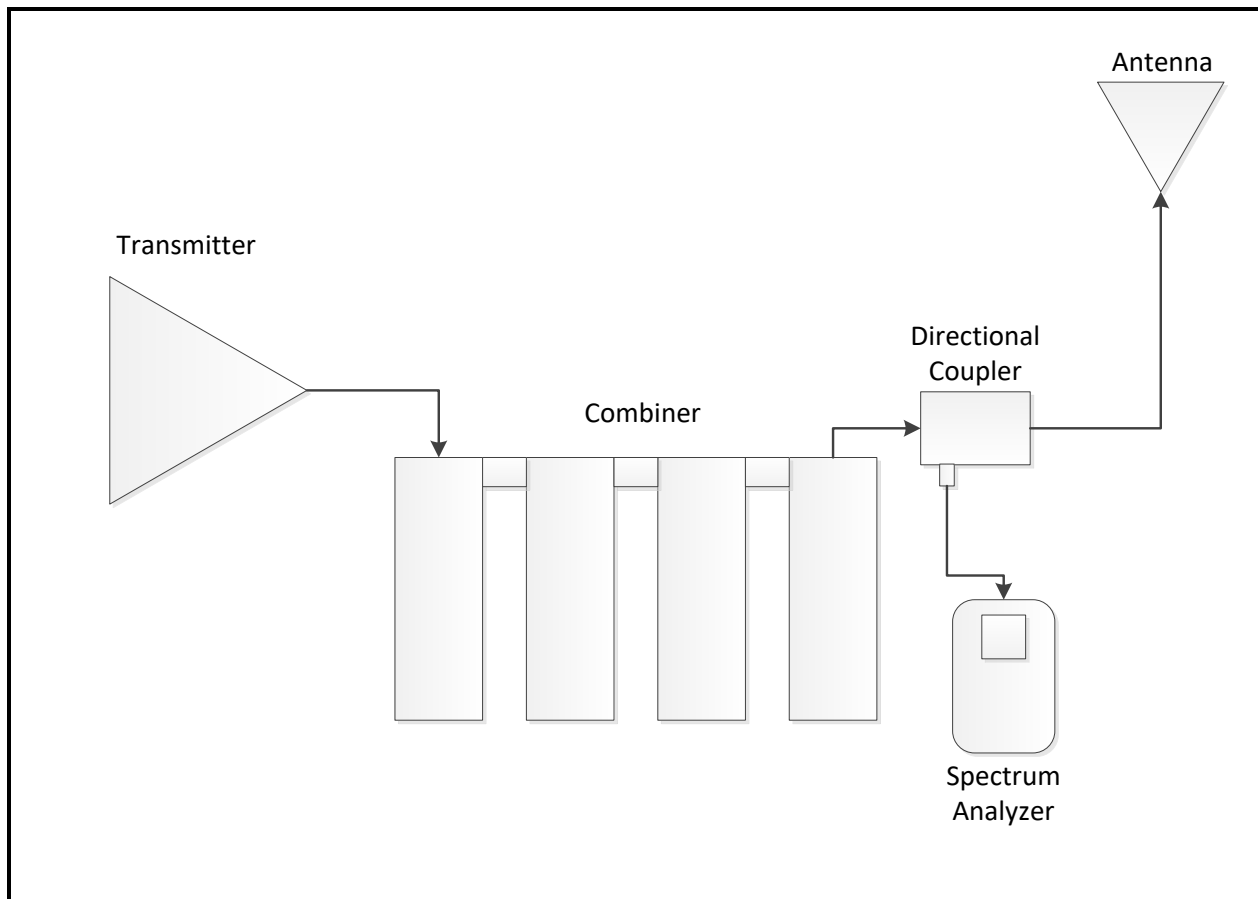 Antenna
Transmitter
Directional
Coupler
Combiner
Spectrum
Analyzer